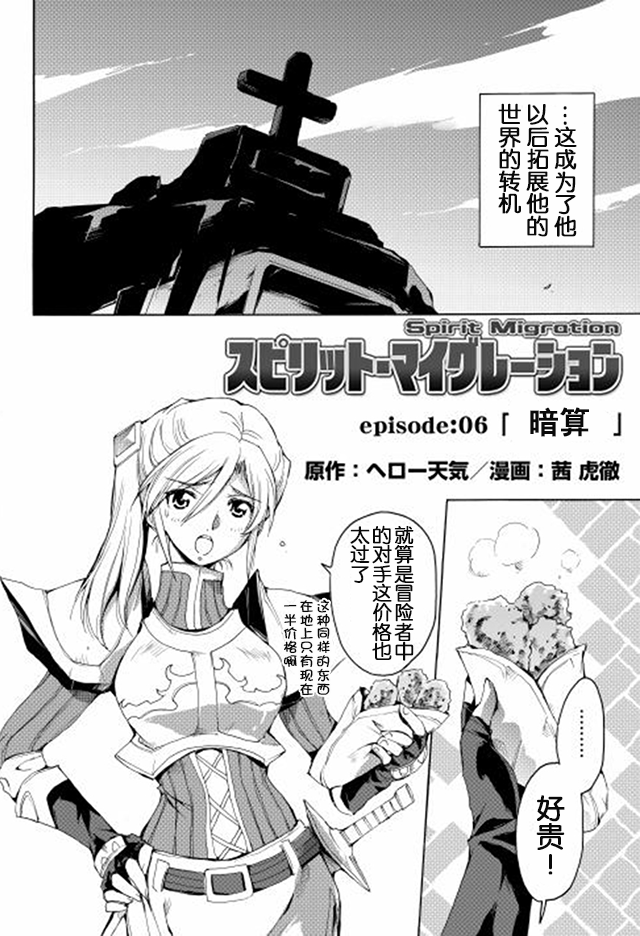 …这成为了他
以后拓展他的
世界的转机
Spirit Migration
スピリット・マイグレーション
episode:06「 暗算 」
原作：ヘロー天気／漫画：茜 虎徹
………
好贵！
就算是冒险者中
的对手这价格也
太过了
这种同样的东西
在地上只有现在
一半价格啊